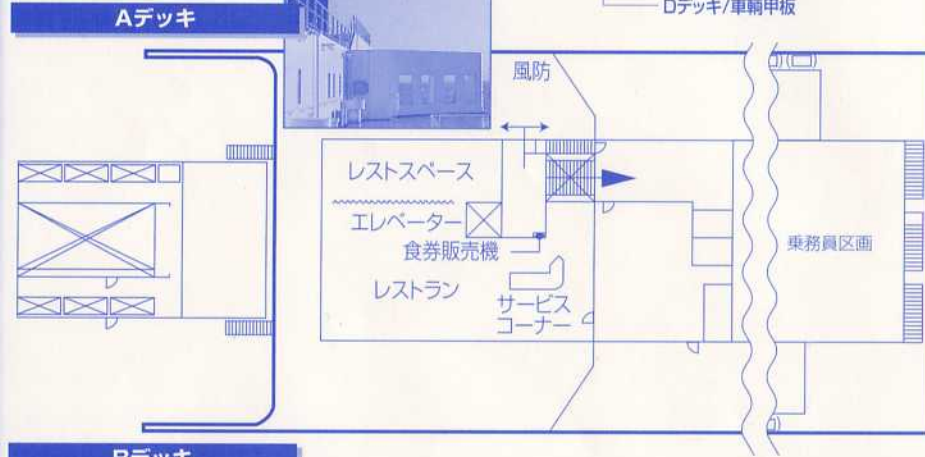 Aデッキ
Dデッキ/車輌甲板
風防
レストスペース
エレベーター
食券販売機
レストラン
サービス
コーナー
乗務員区画
Bデッキ